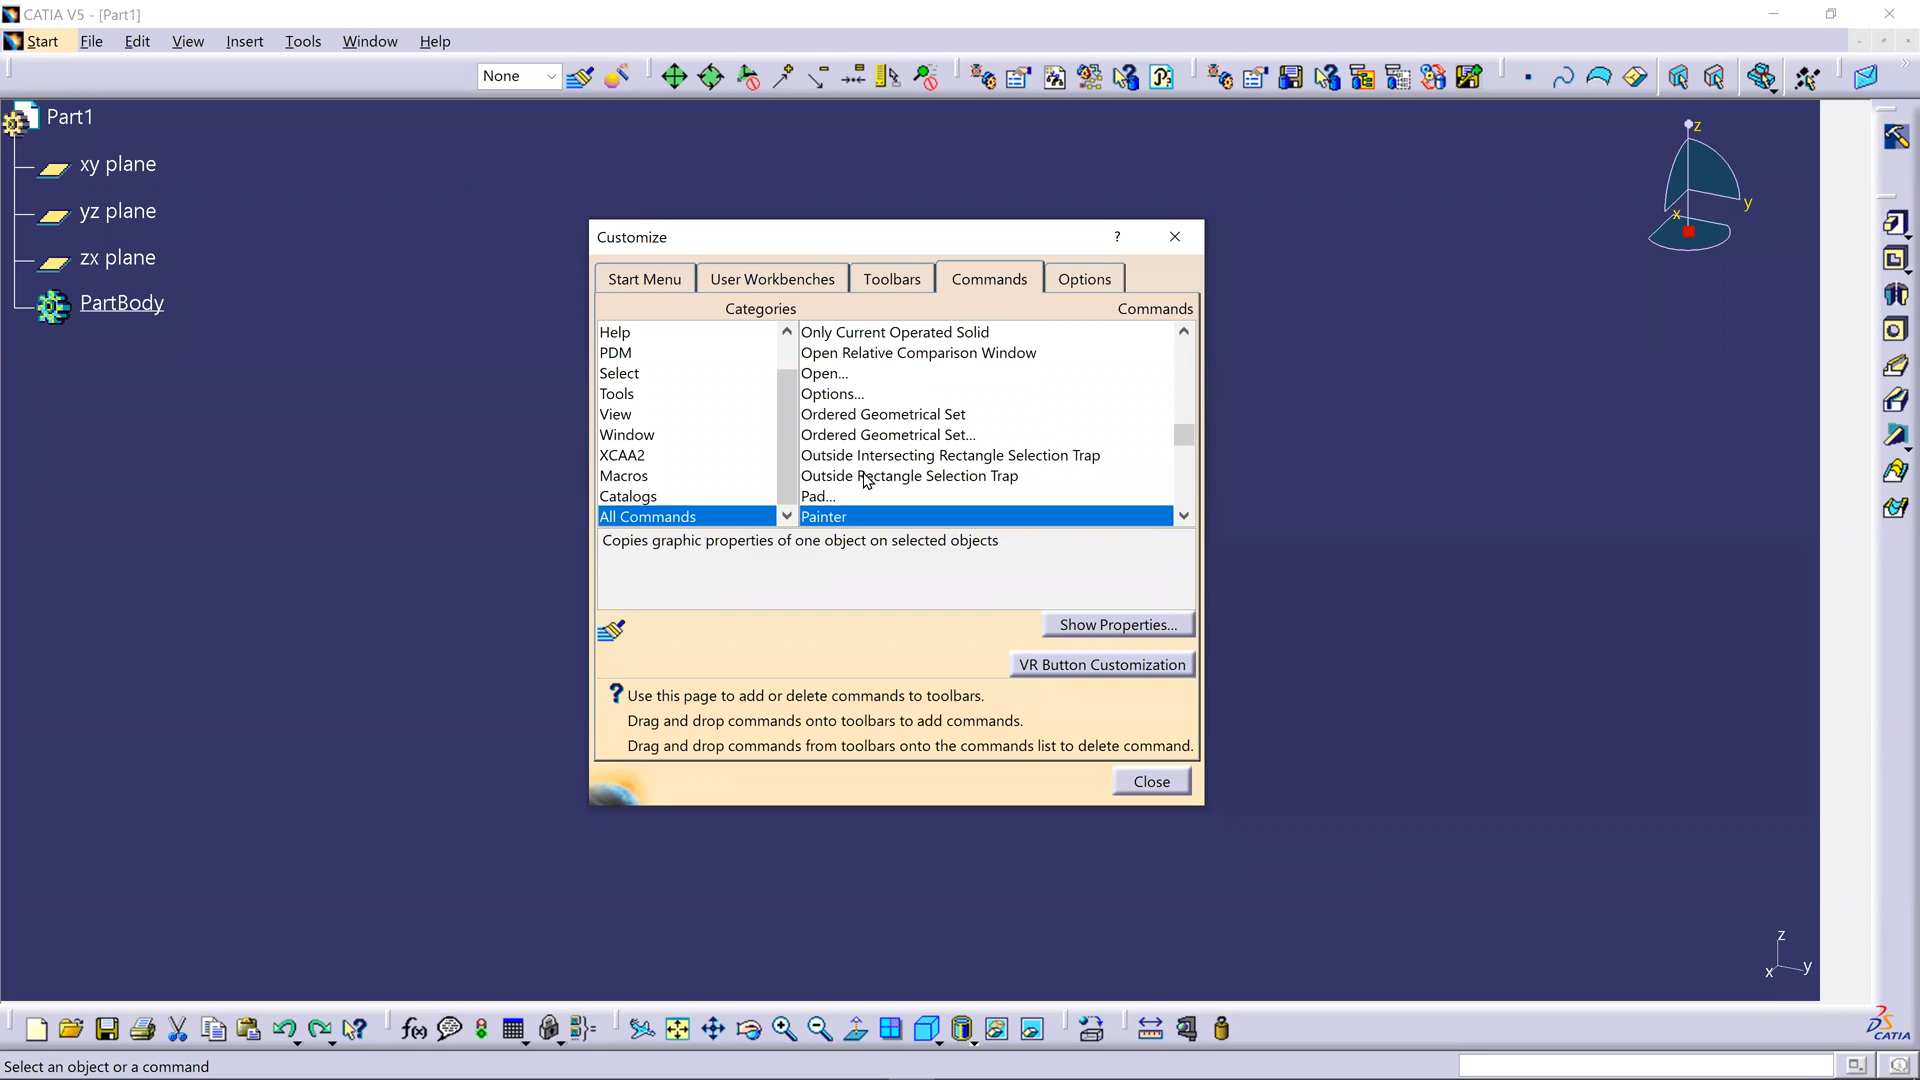 CATIA V5 - [Part1]
Start File Edit View Insert Tools Window Help
None
Part1
xy plane
yz plane
zx plane
PartBody
z
y
x
Customize
?
Start Menu User Workbenches Toolbars Commands Options
Categories Commands
Help
PDM
Select
Tools
View
Window
XCAA2
Macros
Catalogs
All Commands
Only Current Operated Solid
Open Relative Comparison Window
Open...
Options...
Ordered Geometrical Set
Ordered Geometrical Set...
Outside Intersecting Rectangle Selection Trap
Outside Rectangle Selection Trap
Pad...
Painter
Copies graphic properties of one object on selected objects
Show Properties...
VR Button Customization
? Use this page to add or delete commands to toolbars.
Drag and drop commands onto toolbars to add commands.
Drag and drop commands from toolbars onto the commands list to delete command.
Close
z
x y
f(x)
CATIA
Select an object or a command